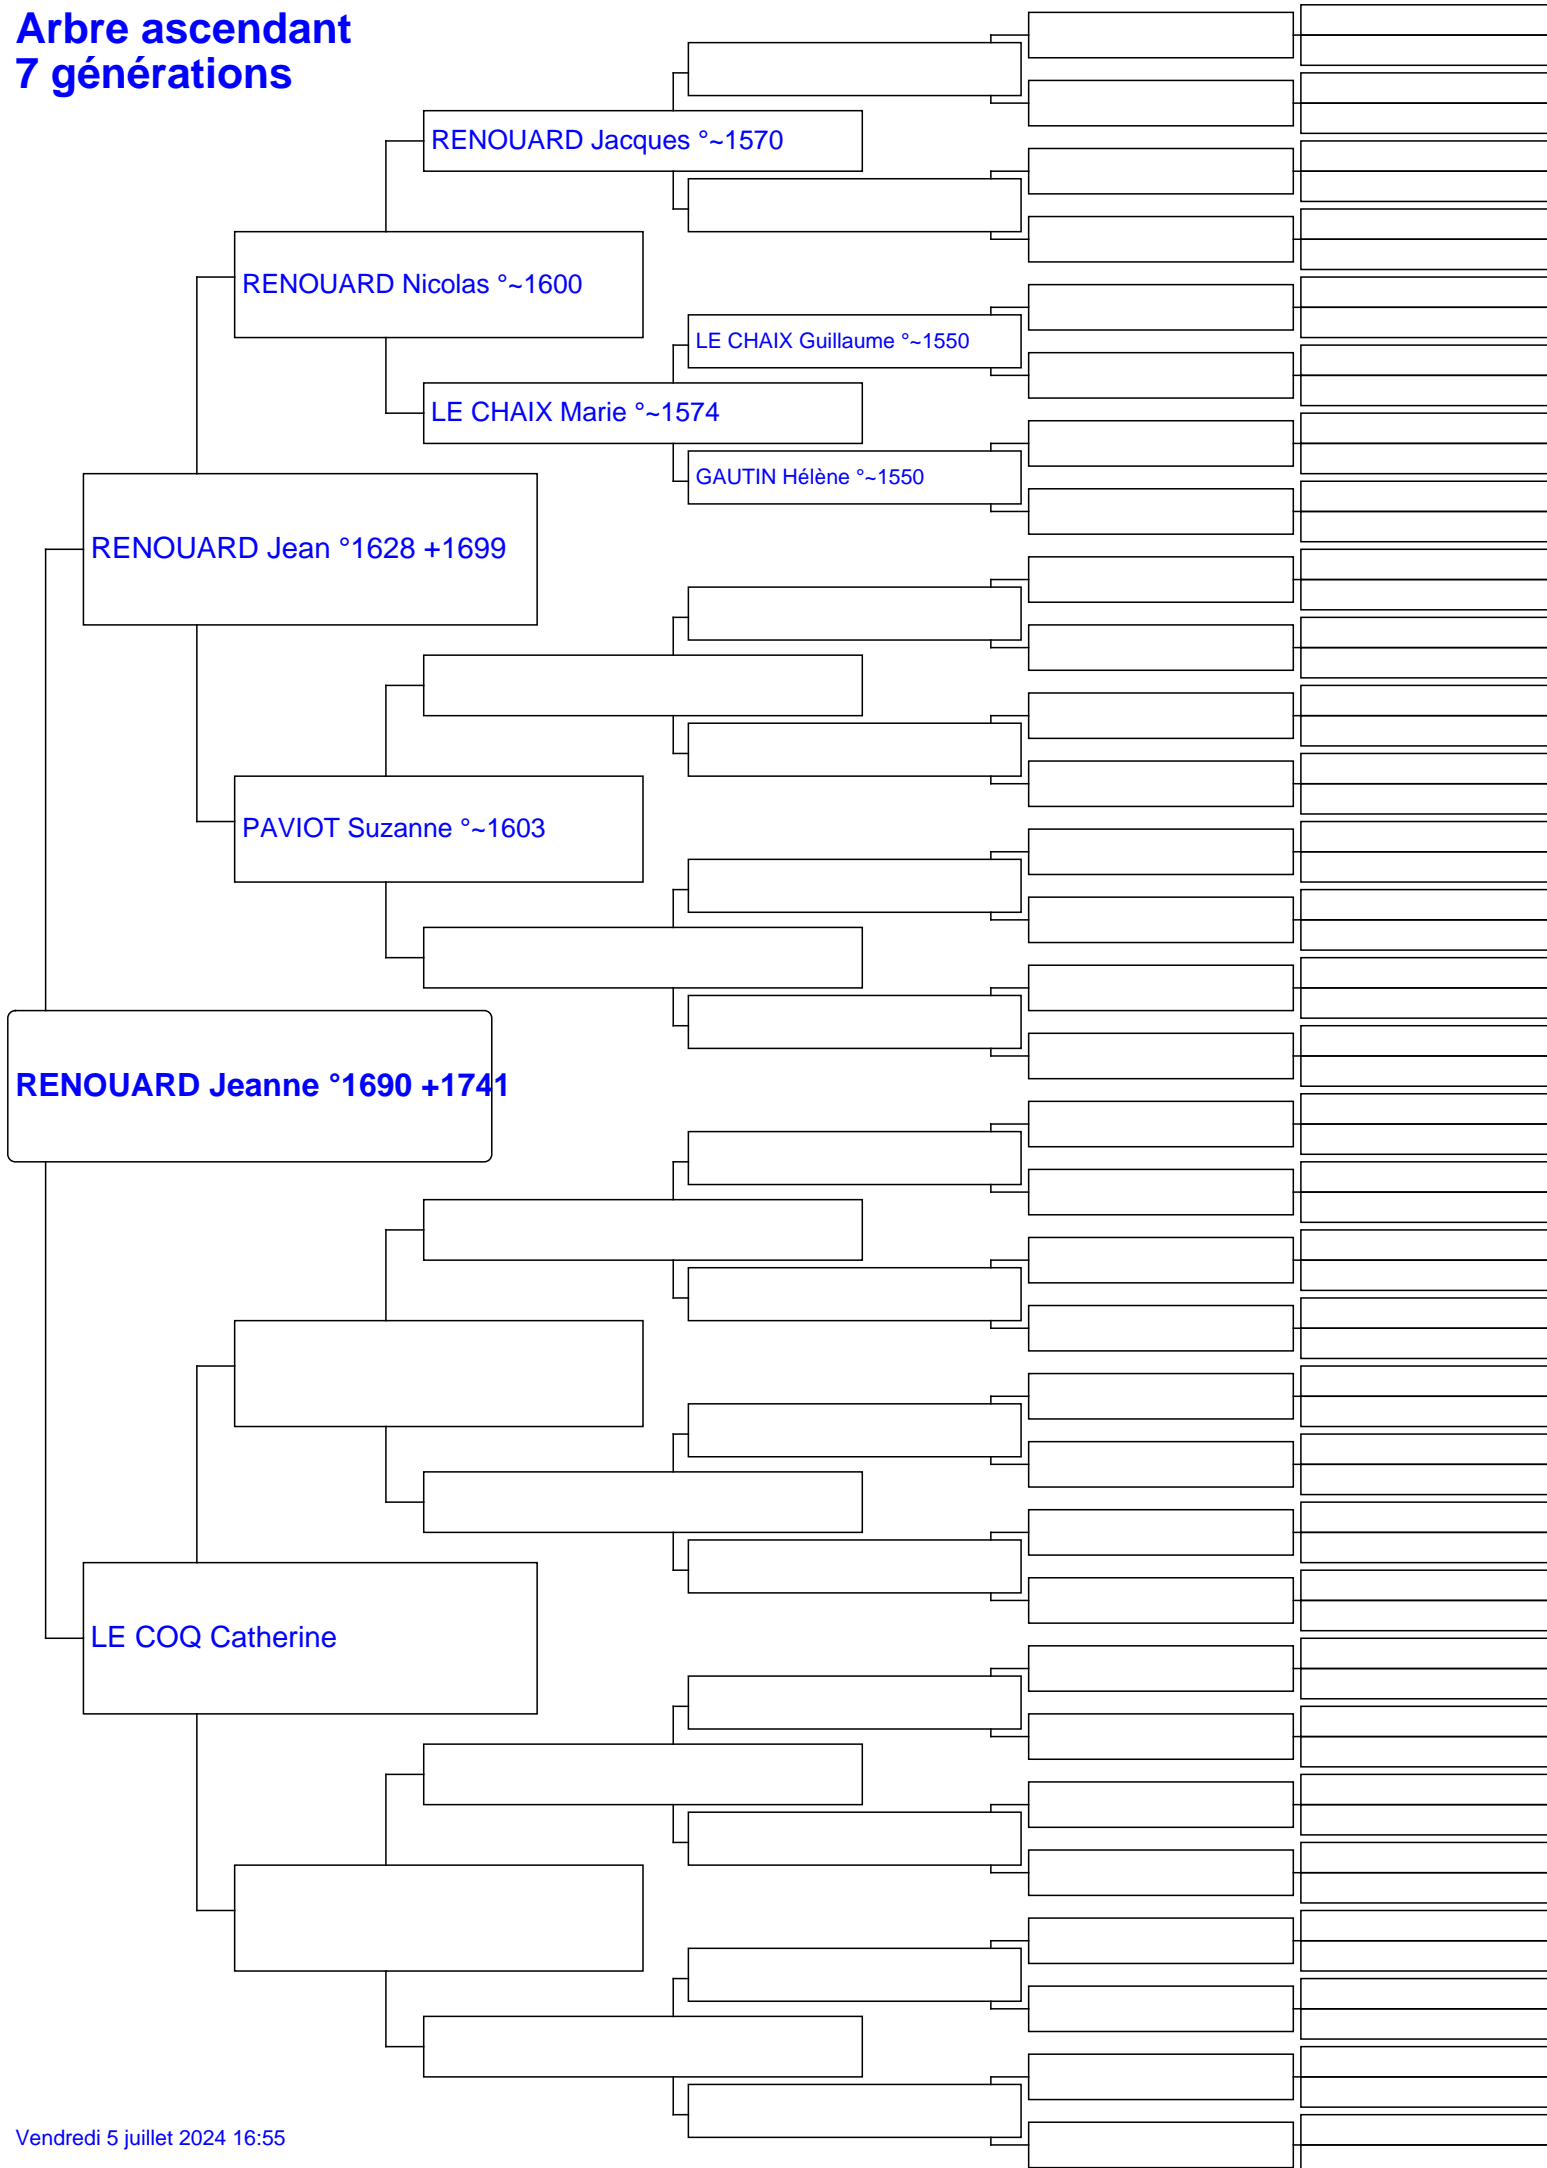 Arbre ascendant
7 générations
RENOUARD Jacques °~1570
RENOUARD Nicolas °~1600
LE CHAIX Guillaume °~1550
LE CHAIX Marie °~1574
GAUTIN Hélène °~1550
RENOUARD Jean °1628 +1699
PAVIOT Suzanne °~1603
RENOUARD Jeanne °1690 +1741
LE COQ Catherine
Vendredi 5 juillet 2024 16:55